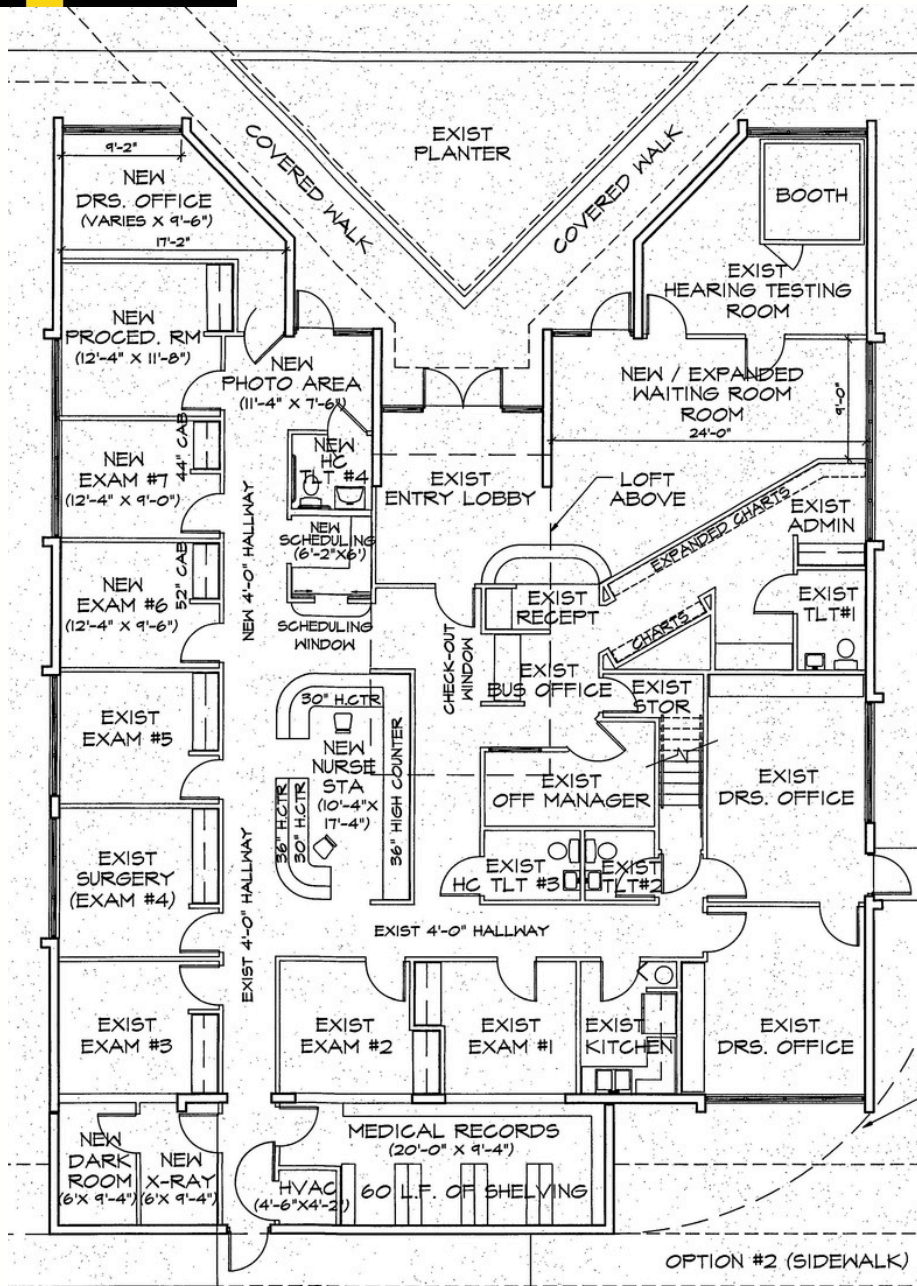 EXIST
PLANTER
COVERED WALK
COVERED WALK
9'-2"
NEW
DRS. OFFICE
(VARIES X 9'-6")
17'-2"
BOOTH
EXIST
HEARING TESTING
ROOM
NEW
PROCED. RM
(12'-4" X 11'-8")
NEW
PHOTO AREA
(11'-4" X 7'-6")
NEW / EXPANDED
WAITING ROOM
ROOM
24'-0"
9'-0"
NEW
EXAM #7
(12'-4" X 9'-0")
44" CAB
NEW
HC
TLT #4
EXIST
ENTRY LOBBY
LOFT
ABOVE
EXPANDED CHARTS
EXIST
ADMIN
NEW
SCHEDULING
(6'-2"X6')
NEW 4'-0" HALLWAY
NEW
EXAM #6
(12'-4" X 9'-6")
52" CAB
SCHEDULING
WINDOW
CHECK-OUT
WINDOW
EXIST
RECEPT
CHARTS
EXIST
TLT#1
EXIST
BUS OFFICE
EXIST
STOR
EXIST
EXAM #5
30" H.CTR
NEW
NURSE
STA
(10'-4"X
17'-4")
36" HIGH COUNTER
36" H.CTR
30" H.CTR
EXIST
OFF MANAGER
EXIST
DRS. OFFICE
EXIST
SURGERY
(EXAM #4)
EXIST
HC TLT #3
EXIST
TLT#2
EXIST 4'-0" HALLWAY
EXIST 4'-0" HALLWAY
EXIST
EXAM #3
EXIST
EXAM #2
EXIST
EXAM #1
EXIST
KITCHEN
EXIST
DRS. OFFICE
NEW
DARK
ROOM
(6'X 9'-4")
NEW
X-RAY
(6'X 9'-4")
MEDICAL RECORDS
(20'-0" X 9'-4")
HVAC
(4'-6"X4'-2")
60 L.F. OF SHELVING
OPTION #2 (SIDEWALK)